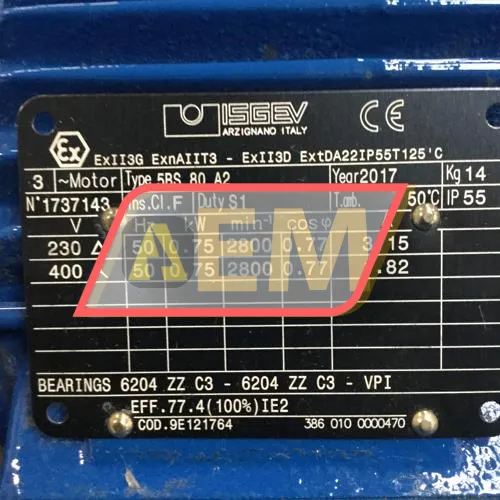 ISGEV
ARZIGNANO ITALY
CE
Ex ExII3G ExnAIIT3 - ExII3D ExtDA22IP55T125°C
3 ~Motor Type 5BS 80 A2 Year2017 Kg 14
N°1737143 Ins.Cl.F Duty S1 T.amb. 50°C IP 55
V Hz kW min⁻¹ cosφ
230 △ 50 0.75 2800 0.77 3.15
400 50 0.75 2800 0.77 .82
AEM
BEARINGS 6204 ZZ C3 - 6204 ZZ C3 - VPI
EFF.77.4(100%)IE2
COD.9E121764 386 010 0000470